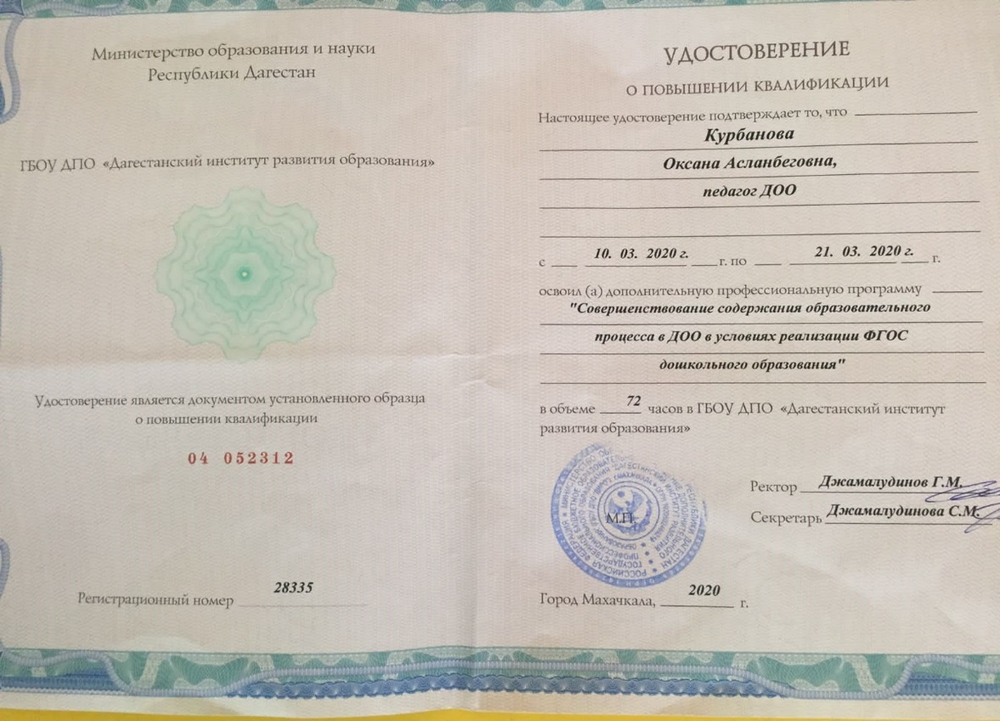 Министерство образования и науки
Республики Дагестан
ГБОУ ДПО «Дагестанский институт развития образования»
Удостоверение является документом установленного образца
о повышении квалификации
04 052312
Регистрационный номер 28335
УДОСТОВЕРЕНИЕ
О ПОВЫШЕНИИ КВАЛИФИКАЦИИ
Настоящее удостоверение подтверждает то, что
Курбанова
Оксана Асланбеговна,
педагог ДОО
с 10. 03. 2020 г. г. по 21. 03. 2020 г. г.
освоил (а) дополнительную профессиональную программу
"Совершенствование содержания образовательного
процесса в ДОО в условиях реализации ФГОС
дошкольного образования"
в объеме 72 часов в ГБОУ ДПО «Дагестанский институт
развития образования»
М.П.
Ректор Джамалудинов Г.М.
Секретарь Джамалудинова С.М.
Город Махачкала, 2020 г.